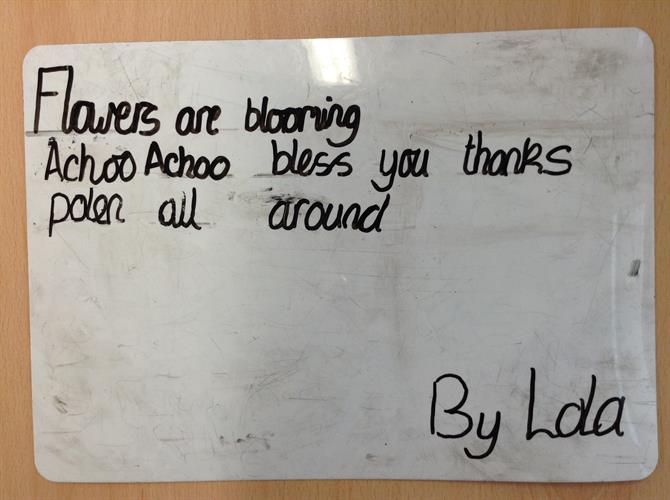 Flowers are blooming
Achoo Achoo bless you thanks
polen all around
By Lola